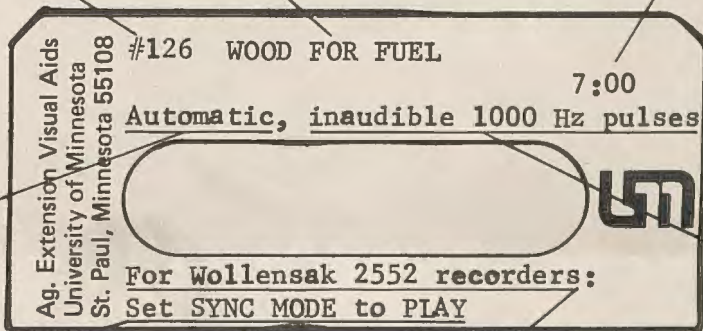 Ag. Extension Visual Aids
University of Minnesota
St. Paul, Minnesota 55108
#126 WOOD FOR FUEL
7:00
Automatic, inaudible 1000 Hz pulses
For Wollensak 2552 recorders:
Set SYNC MODE to PLAY